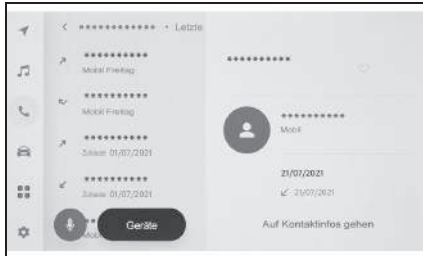 ************* • Letzte
**********
Mobil Freitag
**********
Mobil Freitag
**********
01/07/2021
**********
01/07/2021
**
Geräte
**********
**********
Mobil
21/07/2021
21/07/2021
Auf Kontaktinfos gehen